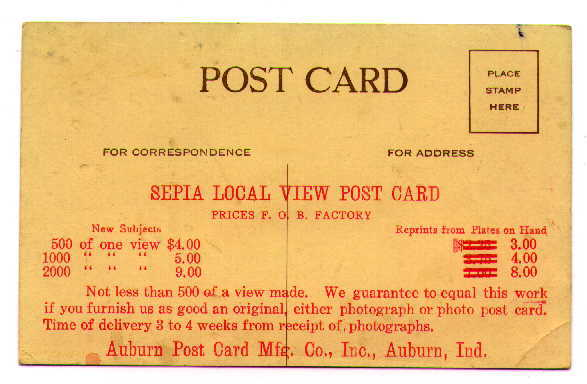 POST CARD
PLACE
STAMP
HERE
FOR CORRESPONDENCE
FOR ADDRESS
SEPIA LOCAL VIEW POST CARD
PRICES F. O. B. FACTORY
New Subjects
500 of one view $4.00
1000 " " " 5.00
2000 " " " 9.00
Reprints from Plates on Hand
3.00
4.00
8.00
Not less than 500 of a view made. We guarantee to equal this work
if you furnish us as good an original, either photograph or photo post card.
Time of delivery 3 to 4 weeks from receipt of photographs.
Auburn Post Card Mfg. Co., Inc., Auburn, Ind.